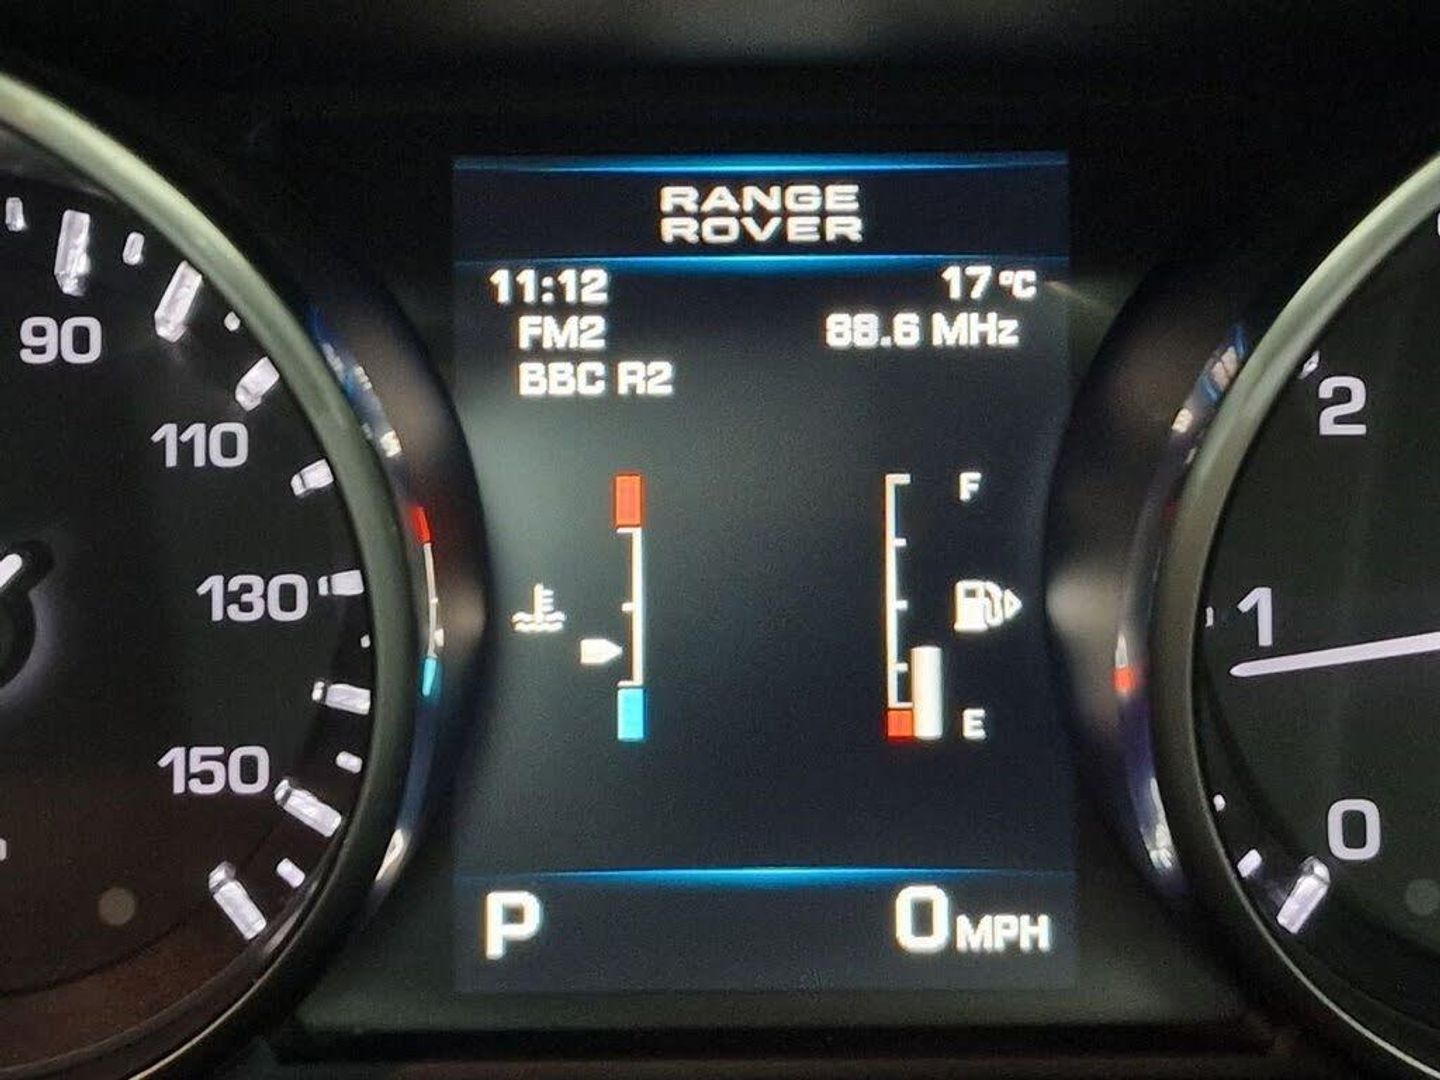 RANGE
ROVER
11:12
17 °C
FM2
88.6 MHz
BBC R2
F
E
P
0 MPH
90
110
130
150
2
1
0